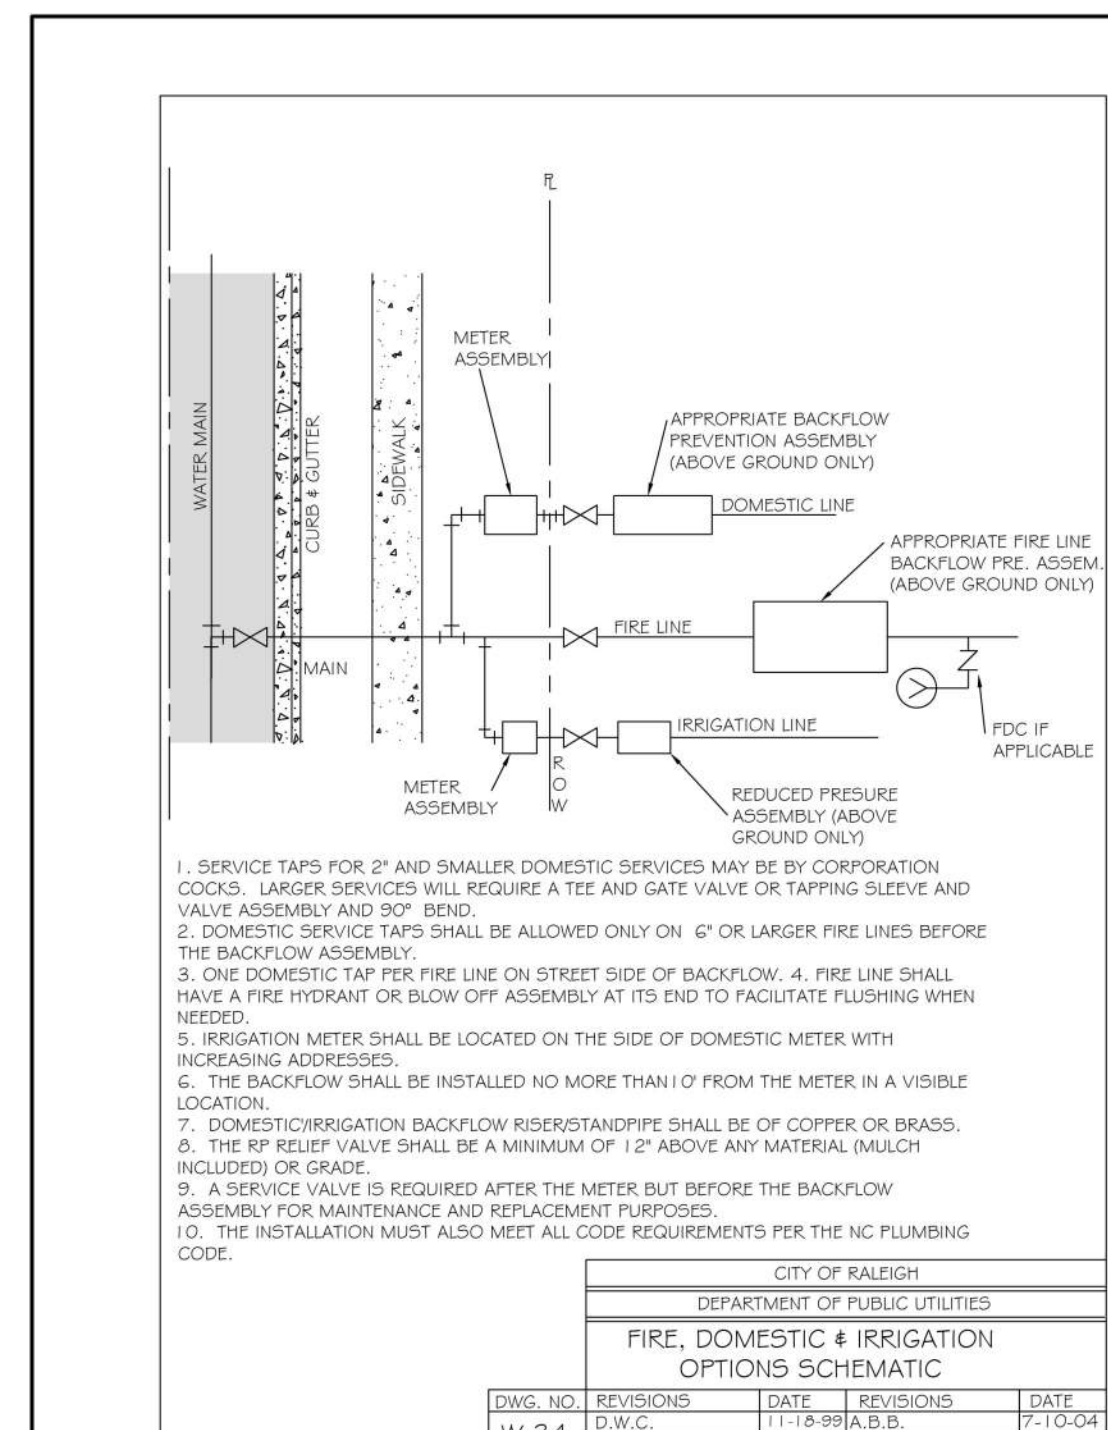 PL
METER
ASSEMBLY
APPROPRIATE BACKFLOW
PREVENTION ASSEMBLY
(ABOVE GROUND ONLY)
WATER MAIN
CURB & GUTTER
SIDEWALK
DOMESTIC LINE
APPROPRIATE FIRE LINE
BACKFLOW PRE. ASSEM.
(ABOVE GROUND ONLY)
FIRE LINE
MAIN
IRRIGATION LINE
FDC IF
APPLICABLE
METER
ASSEMBLY
ROW
REDUCED PRESURE
ASSEMBLY (ABOVE
GROUND ONLY)
1. SERVICE TAPS FOR 2" AND SMALLER DOMESTIC SERVICES MAY BE BY CORPORATION
COCKS. LARGER SERVICES WILL REQUIRE A TEE AND GATE VALVE OR TAPPING SLEEVE AND
VALVE ASSEMBLY AND 90° BEND.
2. DOMESTIC SERVICE TAPS SHALL BE ALLOWED ONLY ON 6" OR LARGER FIRE LINES BEFORE
THE BACKFLOW ASSEMBLY.
3. ONE DOMESTIC TAP PER FIRE LINE ON STREET SIDE OF BACKFLOW. 4. FIRE LINE SHALL
HAVE A FIRE HYDRANT OR BLOW OFF ASSEMBLY AT ITS END TO FACILITATE FLUSHING WHEN
NEEDED.
5. IRRIGATION METER SHALL BE LOCATED ON THE SIDE OF DOMESTIC METER WITH
INCREASING ADDRESSES.
6. THE BACKFLOW SHALL BE INSTALLED NO MORE THAN10' FROM THE METER IN A VISIBLE
LOCATION.
7. DOMESTIC'/IRRIGATION BACKFLOW RISER/STANDPIPE SHALL BE OF COPPER OR BRASS.
8. THE RP RELIEF VALVE SHALL BE A MINIMUM OF 12" ABOVE ANY MATERIAL (MULCH
INCLUDED) OR GRADE.
9. A SERVICE VALVE IS REQUIRED AFTER THE METER BUT BEFORE THE BACKFLOW
ASSEMBLY FOR MAINTENANCE AND REPLACEMENT PURPOSES.
10. THE INSTALLATION MUST ALSO MEET ALL CODE REQUIREMENTS PER THE NC PLUMBING
CODE.
CITY OF RALEIGH
DEPARTMENT OF PUBLIC UTILITIES
FIRE, DOMESTIC & IRRIGATION
OPTIONS SCHEMATIC
DWG. NO. REVISIONS DATE REVISIONS DATE
D.W.C. 11-18-99 A.B.B. 7-10-04